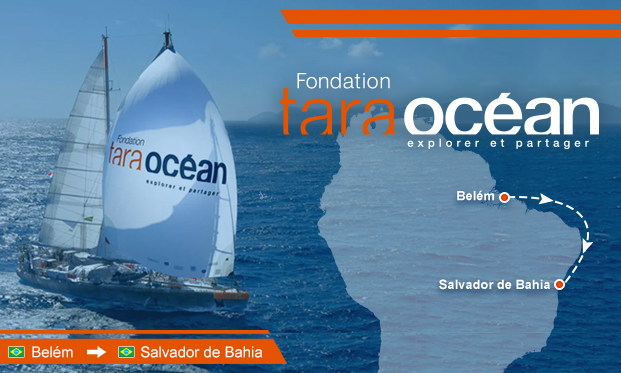 Fondation
tara océan
explorer et partager
Fondation
tara océan
explorer et partager
Belém
Salvador de Bahia
Belém
Salvador de Bahia